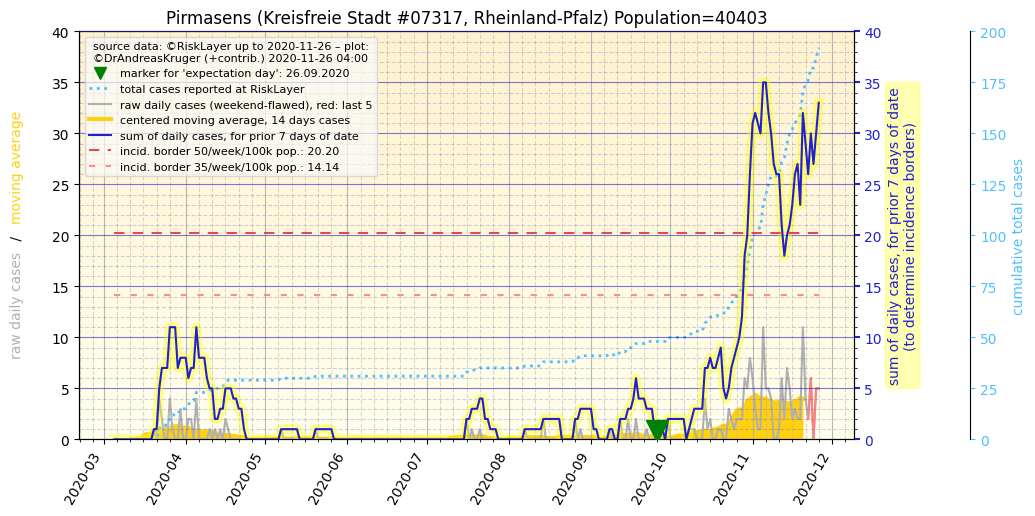 Pirmasens (Kreisfreie Stadt #07317, Rheinland-Pfalz) Population=40403
source data: ©RiskLayer up to 2020-11-26 – plot:
©DrAndreasKruger (+contrib.) 2020-11-26 04:00
marker for 'expectation day': 26.09.2020
total cases reported at RiskLayer
raw daily cases (weekend-flawed), red: last 5
centered moving average, 14 days cases
sum of daily cases, for prior 7 days of date
incid. border 50/week/100k pop.: 20.20
incid. border 35/week/100k pop.: 14.14
raw daily cases / moving average
40
35
30
25
20
15
10
5
0
2020-03
2020-04
2020-05
2020-06
2020-07
2020-08
2020-09
2020-10
2020-11
2020-12
40
35
30
25
20
15
10
5
0
sum of daily cases, for prior 7 days of date
(to determine incidence borders)
200
175
150
125
100
75
50
25
0
cumulative total cases